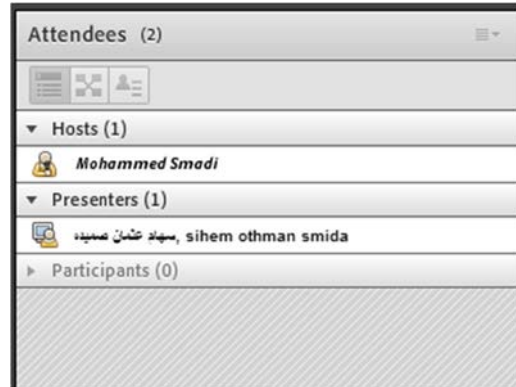 Attendees (2)
Hosts (1)
Mohammed Smadi
Presenters (1)
سهام عثمان صميده, sihem othman smida
Participants (0)